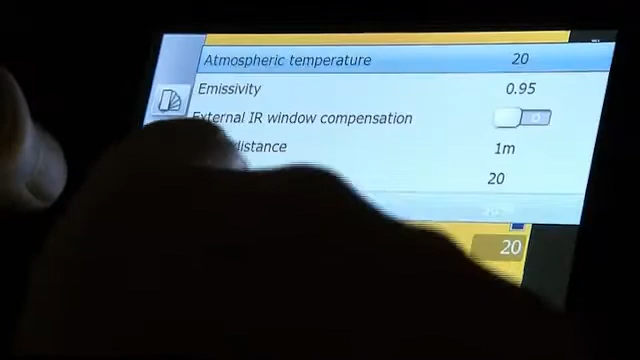 Atmospheric temperature 20
Emissivity 0.95
External IR window compensation
distance 1m
20
20